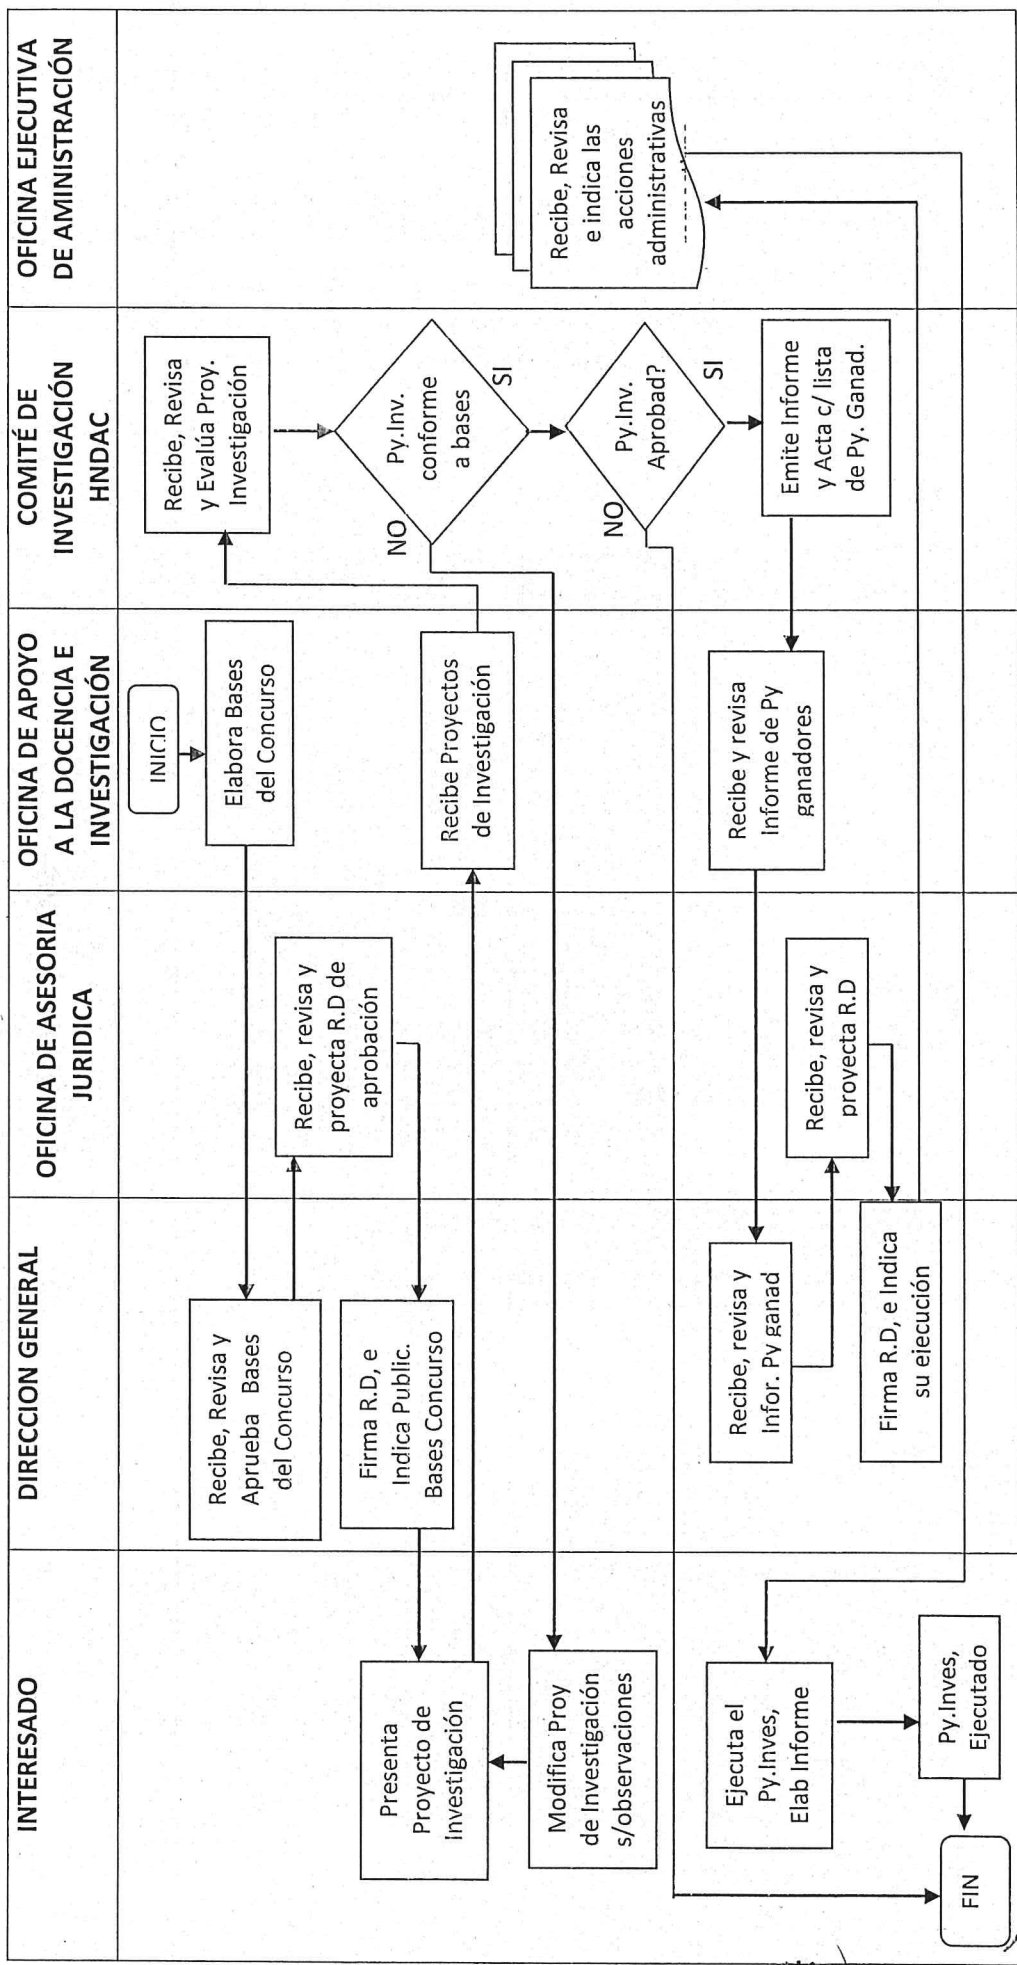 INTERESADO
DIRECCION GENERAL
OFICINA DE ASESORIA
JURIDICA
OFICINA DE APOYO
A LA DOCENCIA E
INVESTIGACIÓN
COMITÉ DE
INVESTIGACIÓN
HNDAC
OFICINA EJECUTIVA
DE AMINISTRACIÓN
INICIO
Elabora Bases
del Concurso
Recibe, Revisa y
Aprueba Bases
del Concurso
Recibe, revisa y
proyecta R.D de
aprobación
Firma R.D, e
Indica Public.
Bases Concurso
Presenta
Proyecto de
Investigación
Recibe Proyectos
de Investigación
Recibe, Revisa
y Evalúa Proy.
Investigación
Py.Inv.
conforme
a bases
NO
SI
Modifica Proy
de Investigación
s/observaciones
Py.Inv.
Aprobad?
NO
SI
Emite Informe
y Acta c/ lista
de Py. Ganad.
Recibe y revisa
Informe de Py
ganadores
Recibe, revisa y
Infor. Py ganad
Recibe, revisa y
proyecta R.D
Firma R.D, e Indica
su ejecución
Recibe, Revisa
e indica las
acciones
administrativas
Ejecuta el
Py.Inves,
Elab Informe
Py.Inves,
Ejecutado
FIN